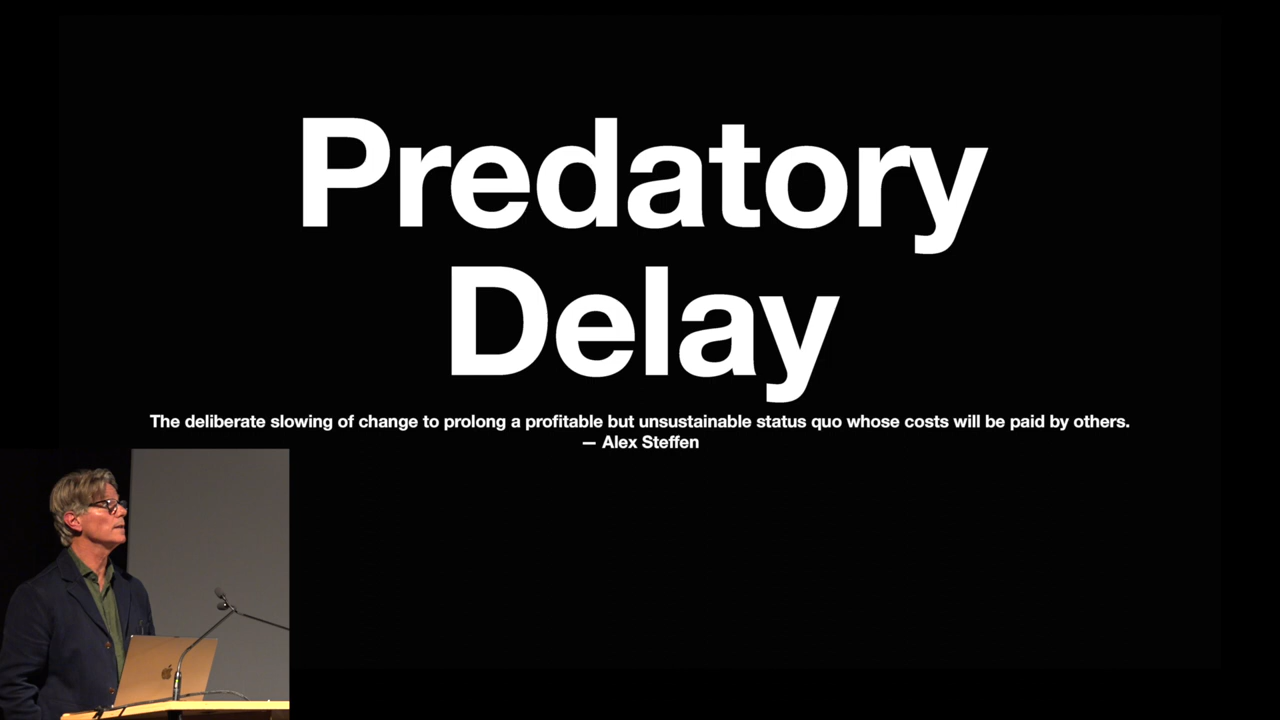 Predatory
Delay
The deliberate slowing of change to prolong a profitable but unsustainable status quo whose costs will be paid by others.
— Alex Steffen